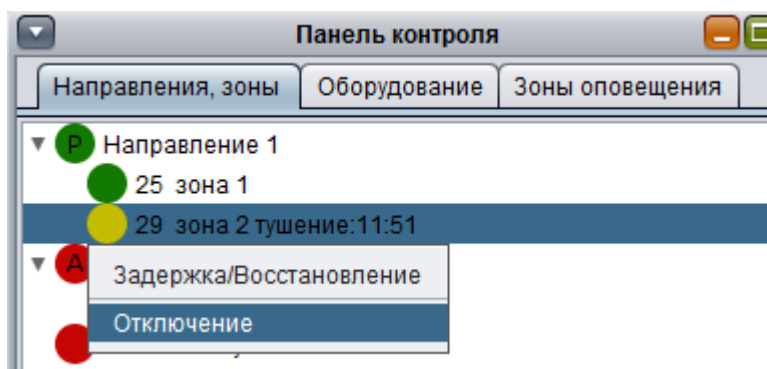 Панель контроля
Направления, зоны Оборудование Зоны оповещения
Р Направление 1
25 зона 1
29 зона 2 тушение:11:51
А
Задержка/Восстановление
Отключение